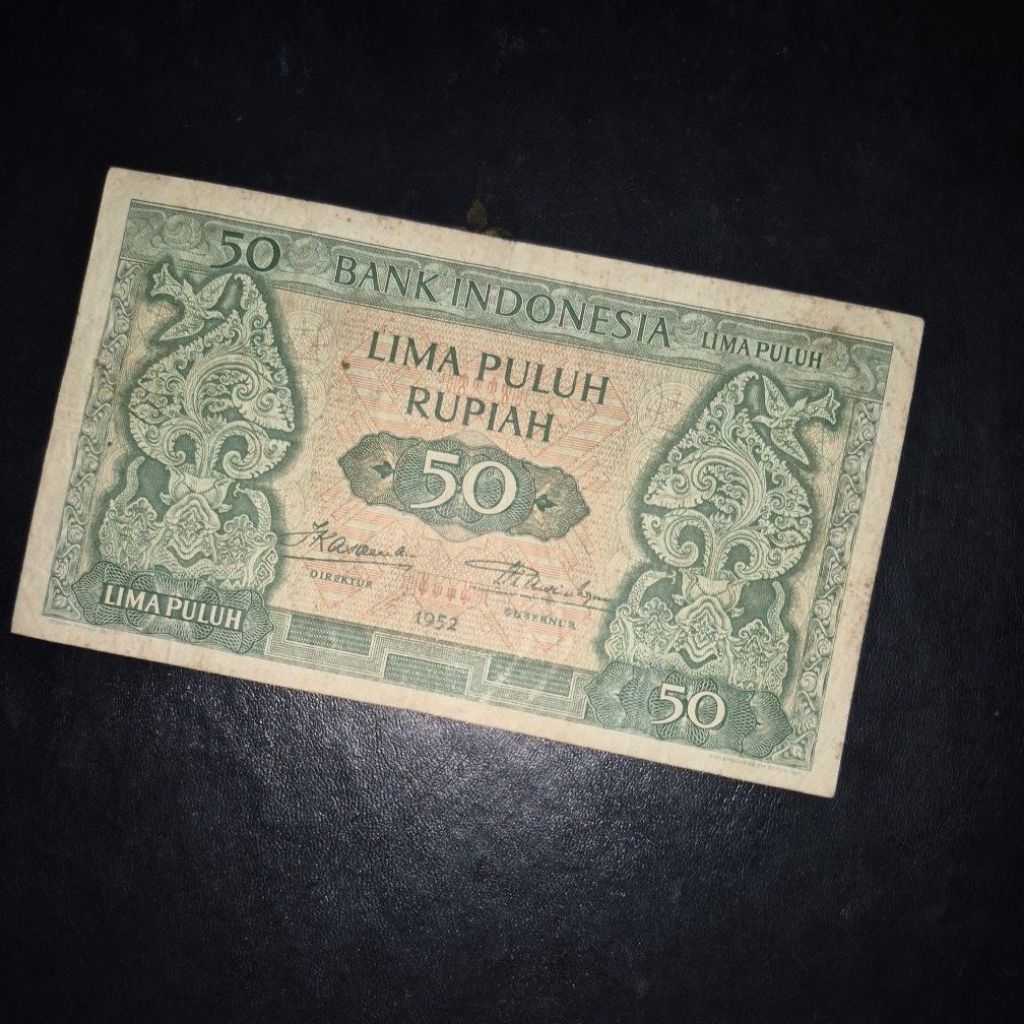 50 BANK INDONESIA LIMA PULUH
LIMA PULUH
RUPIAH
50
DIREKTUR
GUBERNUR
1952
LIMA PULUH
50